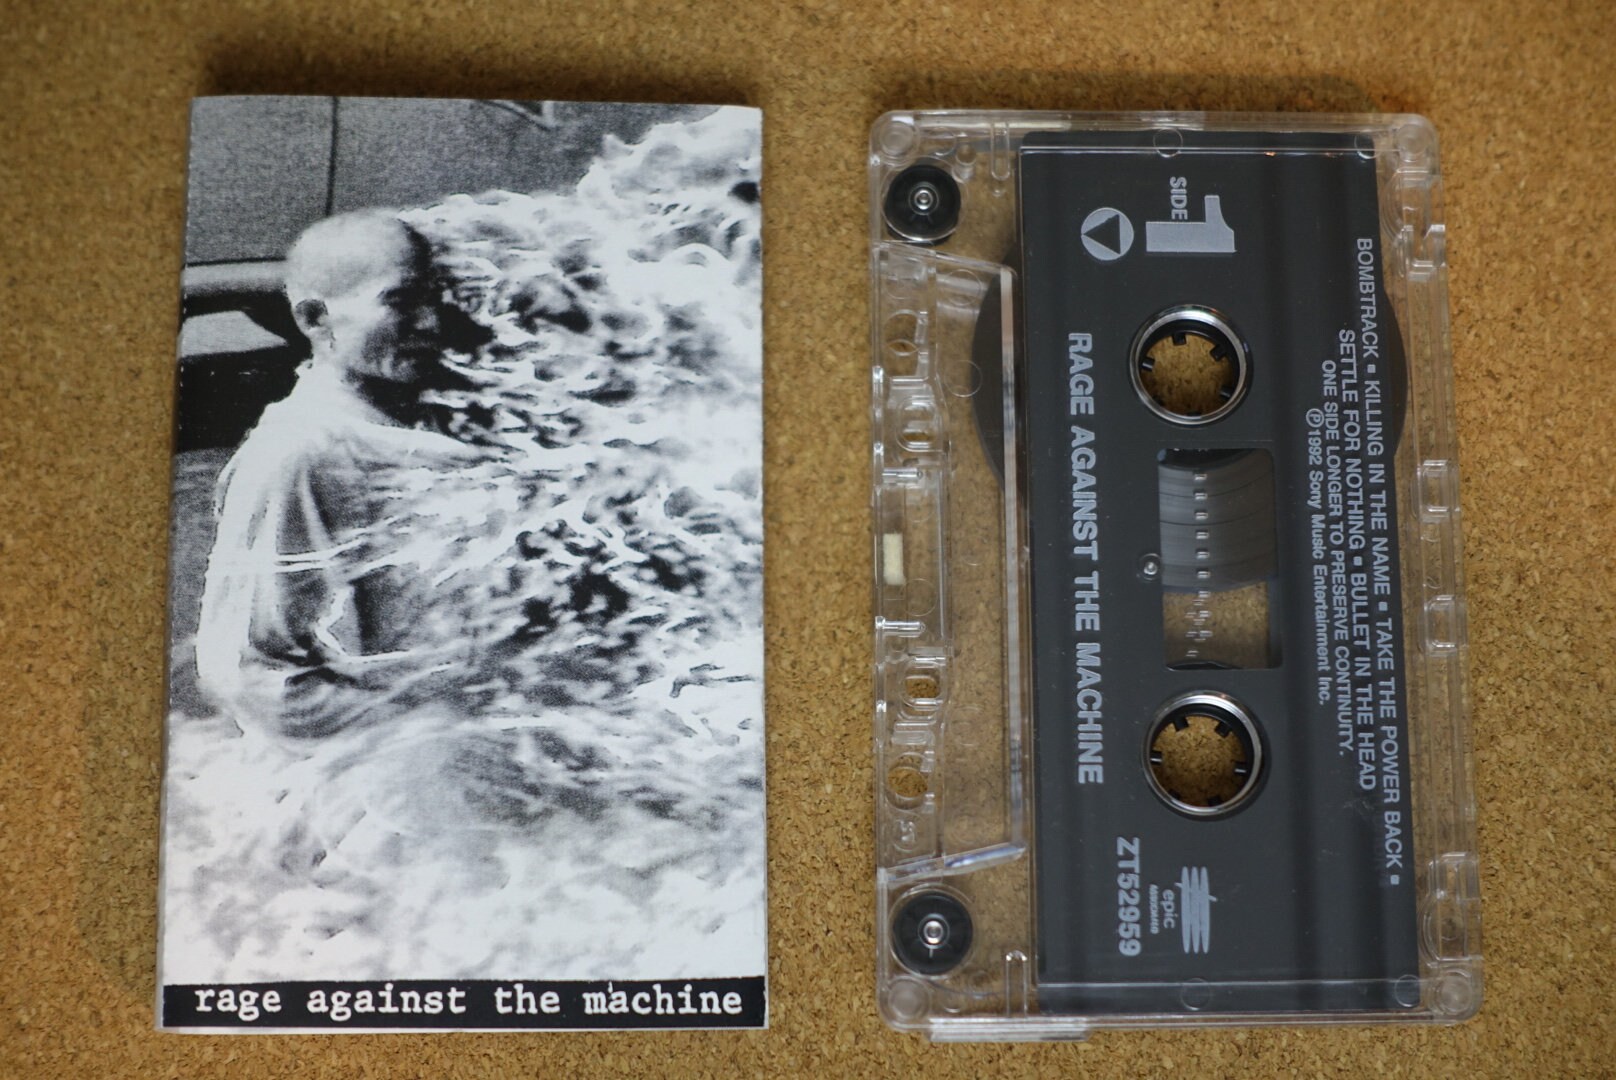 rage against the machine
SIDE
1
RAGE AGAINST THE MACHINE
ZT52959
epic
BOMBTRACK ▪ KILLING IN THE NAME ▪ TAKE THE POWER BACK ▪
SETTLE FOR NOTHING ▪ BULLET IN THE HEAD
ONE SIDE LONGER TO PRESERVE CONTINUITY.
℗1992 Sony Music Entertainment Inc.